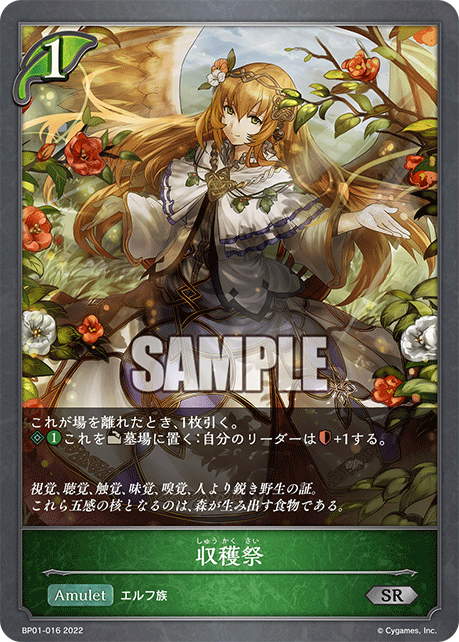 1
SAMPLE
これが場を離れたとき、1枚引く。
1 これを墓場に置く:自分のリーダーは+1する。
視覚、聴覚、触覚、味覚、嗅覚、人より鋭き野生の証。
これら五感の核となるのは、森が生み出す食物である。
しゅうかくさい
収穫祭
Amulet エルフ族 SR
BP01-016 2022 © Cygames, Inc.